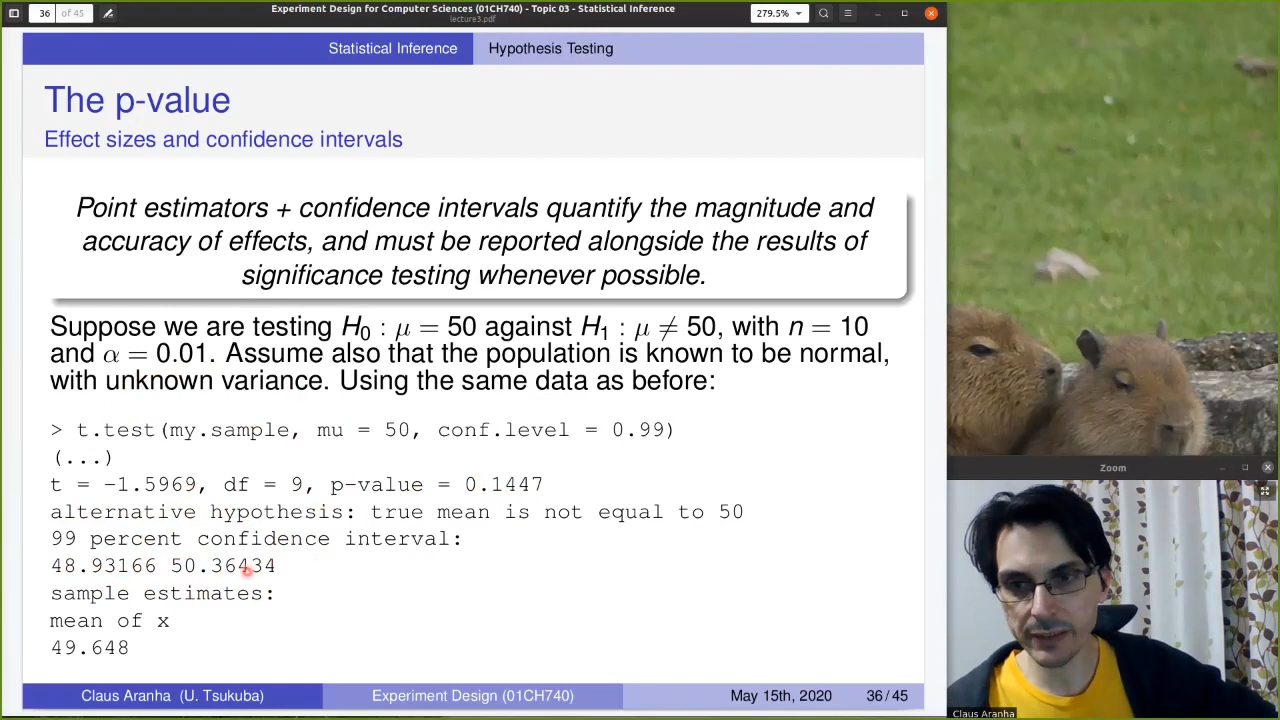 36 of 45
Experiment Design for Computer Sciences (01CH740) - Topic 03 - Statistical Inference
lecture3.pdf
279.5%
Statistical Inference
Hypothesis Testing
The p-value
Effect sizes and confidence intervals
Point estimators + confidence intervals quantify the magnitude and
accuracy of effects, and must be reported alongside the results of
significance testing whenever possible.
Suppose we are testing H₀ : μ = 50 against H₁ : μ ≠ 50, with n = 10
and α = 0.01. Assume also that the population is known to be normal,
with unknown variance. Using the same data as before:
> t.test(my.sample, mu = 50, conf.level = 0.99)
(...)
t = -1.5969, df = 9, p-value = 0.1447
alternative hypothesis: true mean is not equal to 50
99 percent confidence interval:
48.93166 50.36434
sample estimates:
mean of x
49.648
Claus Aranha (U. Tsukuba)
Experiment Design (01CH740)
May 15th, 2020
36 / 45
Zoom
Claus Aranha